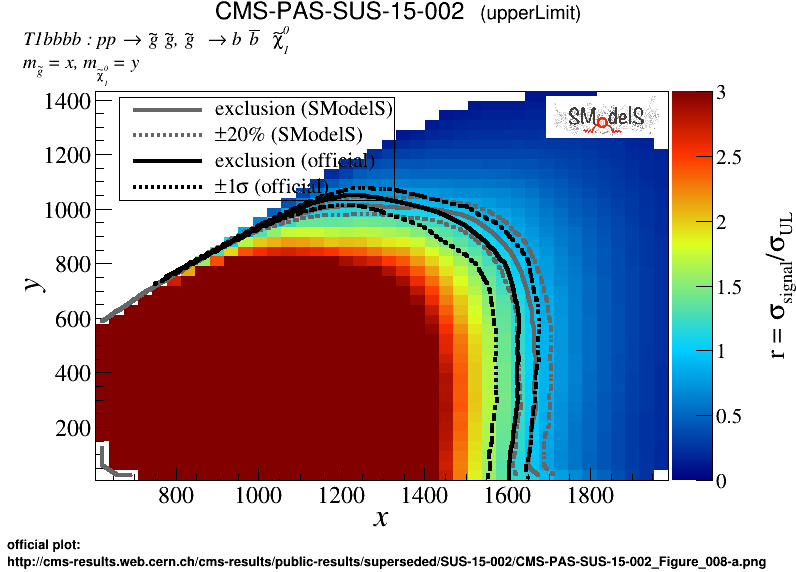 CMS-PAS-SUS-15-002 (upperLimit)
T1bbbb : pp → g̃ g̃, g̃ → b b̅ χ̃₁⁰
m_g̃ = x, m_χ̃₁⁰ = y
1400
1200
1000
800
600
400
200
y
exclusion (SModelS)
±20% (SModelS)
exclusion (official)
±1σ (official)
SModelS
3
2.5
2
1.5
1
0.5
0
r = σ_signal/σ_UL
800 1000 1200 1400 1600 1800
x
official plot:
http://cms-results.web.cern.ch/cms-results/public-results/superseded/SUS-15-002/CMS-PAS-SUS-15-002_Figure_008-a.png